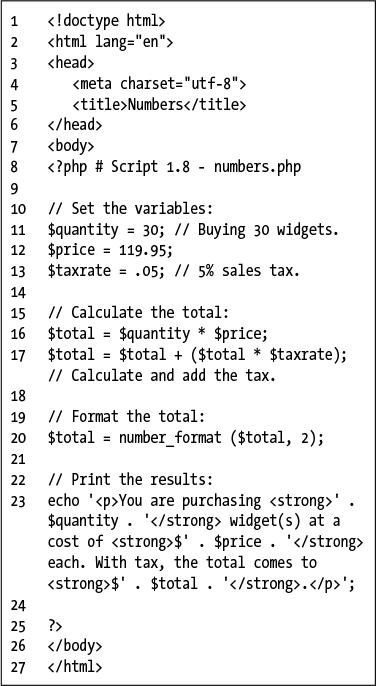 1 <!doctype html>
2 <html lang="en">
3 <head>
4 <meta charset="utf-8">
5 <title>Numbers</title>
6 </head>
7 <body>
8 <?php # Script 1.8 - numbers.php
9
10 // Set the variables:
11 $quantity = 30; // Buying 30 widgets.
12 $price = 119.95;
13 $taxrate = .05; // 5% sales tax.
14
15 // Calculate the total:
16 $total = $quantity * $price;
17 $total = $total + ($total * $taxrate);
// Calculate and add the tax.
18
19 // Format the total:
20 $total = number_format ($total, 2);
21
22 // Print the results:
23 echo '<p>You are purchasing <strong>' .
$quantity . '</strong> widget(s) at a
cost of <strong>$' . $price . '</strong>
each. With tax, the total comes to
<strong>$' . $total . '</strong>.</p>';
24
25 ?>
26 </body>
27 </html>